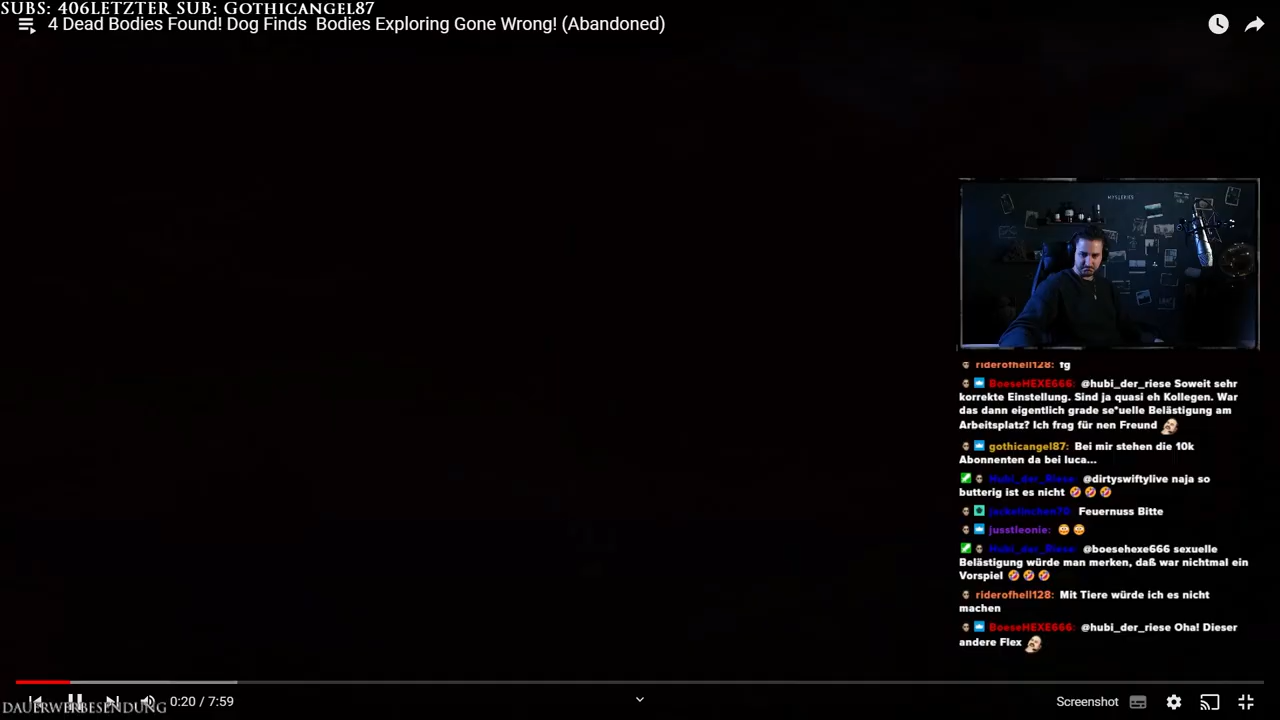 SUBS: 406LETZTER SUB: GOTHICANGEL87
4 Dead Bodies Found! Dog Finds Bodies Exploring Gone Wrong! (Abandoned)
MYSTERIES
riderofhell128: fg
BoeseHEXE666: @hubi_der_riese Soweit sehr
korrekte Einstellung. Sind ja quasi eh Kollegen. War
das dann eigentlich grade se*uelle Belästigung am
Arbeitsplatz? Ich frag für nen Freund
gothicangel87: Bei mir stehen die 10k
Abonnenten da bei luca...
Hubi_der_Riese: @dirtyswiftylive naja so
butterig ist es nicht 🤣 🤣 🤣
Feuernuss Bitte
jusstleonie: 😳 😳
Hubi_der_Riese: @boesehexe666 sexuelle
Belästigung würde man merken, daß war nichtmal ein
Vorspiel 🤣 🤣 🤣
riderofhell128: Mit Tiere würde ich es nicht
machen
BoeseHEXE666: @hubi_der_riese Oha! Dieser
andere Flex
DAUERWERBESENDUNG
0:20 / 7:59
Screenshot